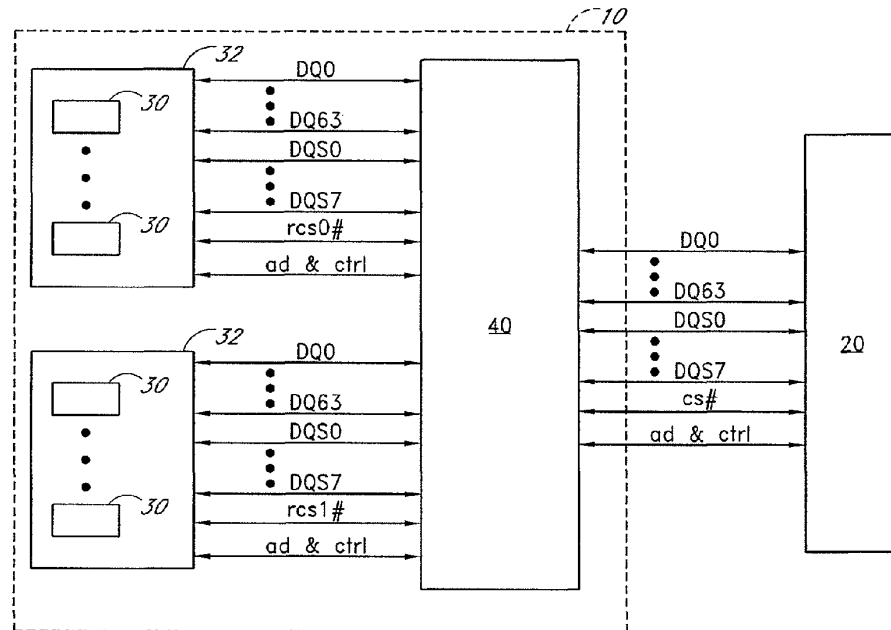 10
32
30
30
DQ0
DQ63
DQS0
DQS7
rcs0#
ad & ctrl
32
30
30
DQ0
DQ63
DQS0
DQS7
rcs1#
ad & ctrl
40
DQ0
DQ63
DQS0
DQS7
cs#
ad & ctrl
20